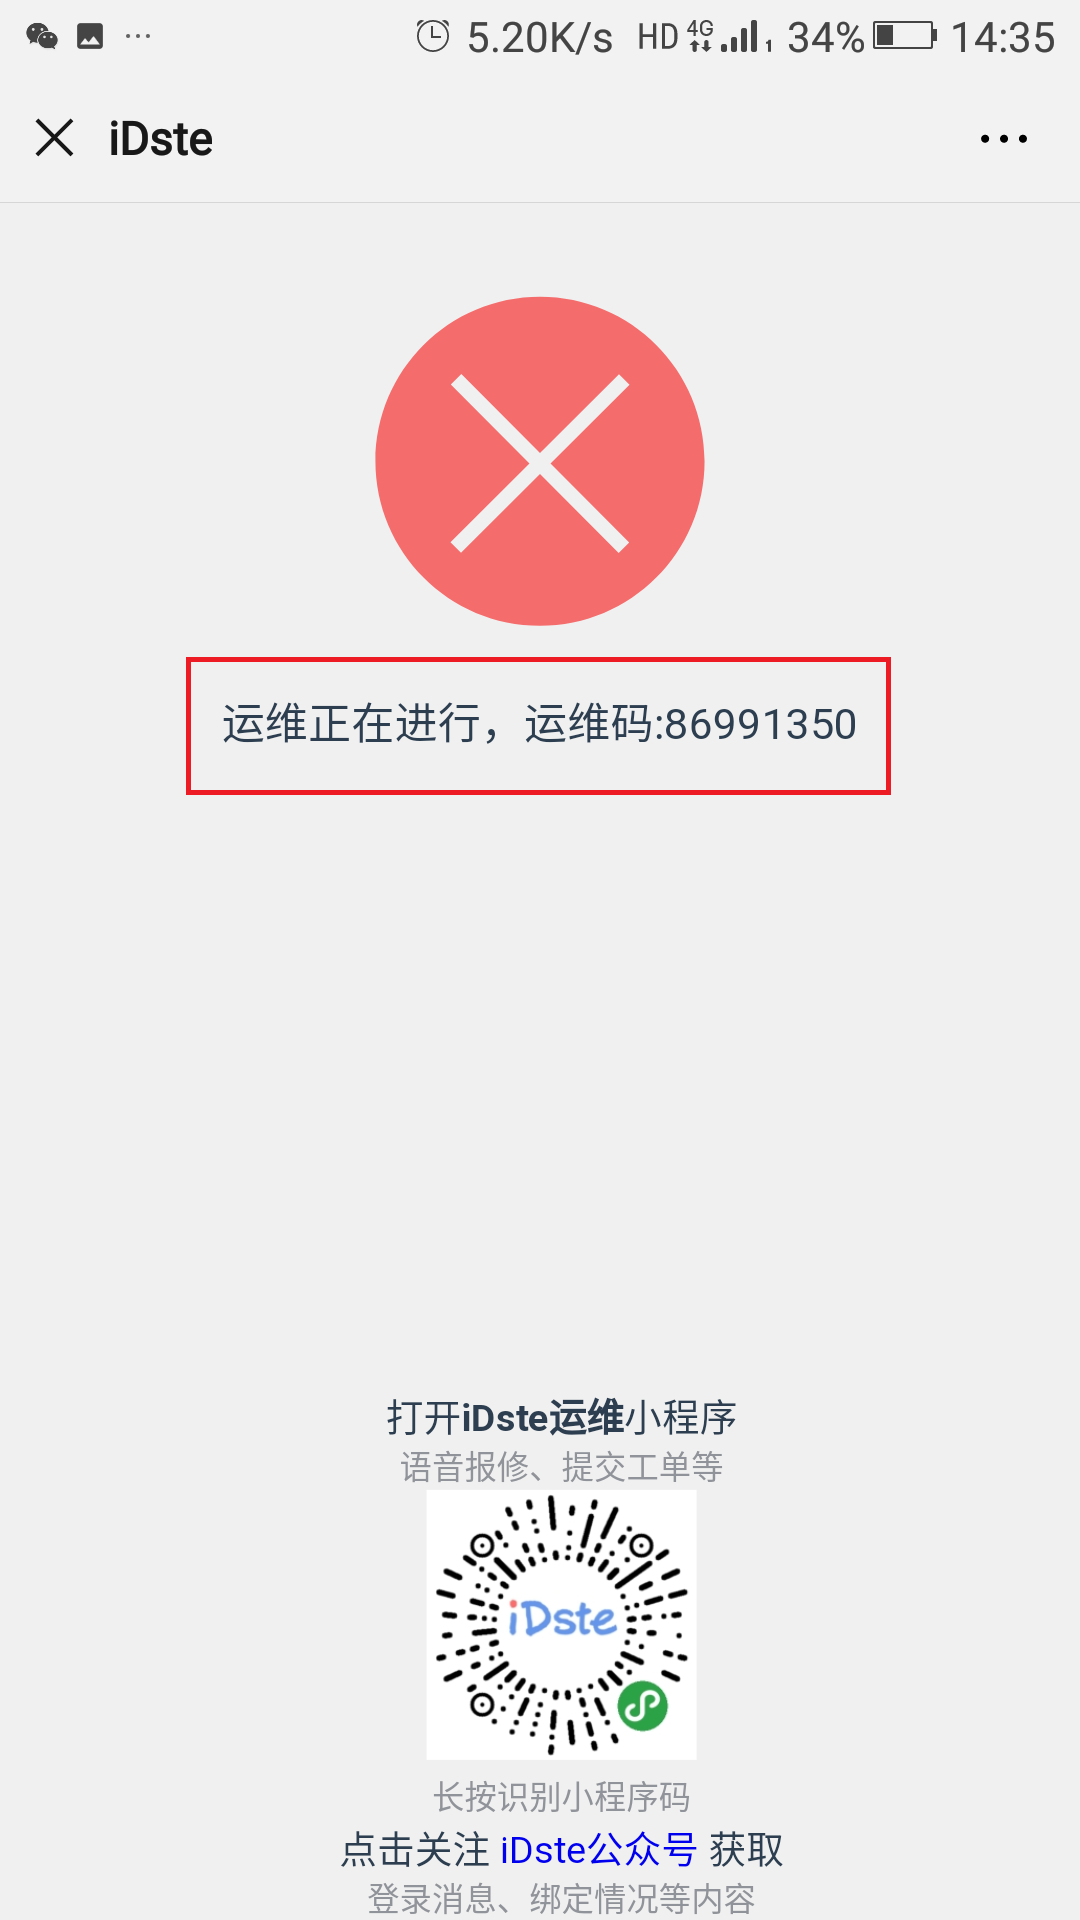 5.20K/s HD 4G 1 34% 14:35
iDste
运维正在进行，运维码:86991350
打开iDste运维小程序
语音报修、提交工单等
iDste
长按识别小程序码
点击关注 iDste公众号 获取
登录消息、绑定情况等内容